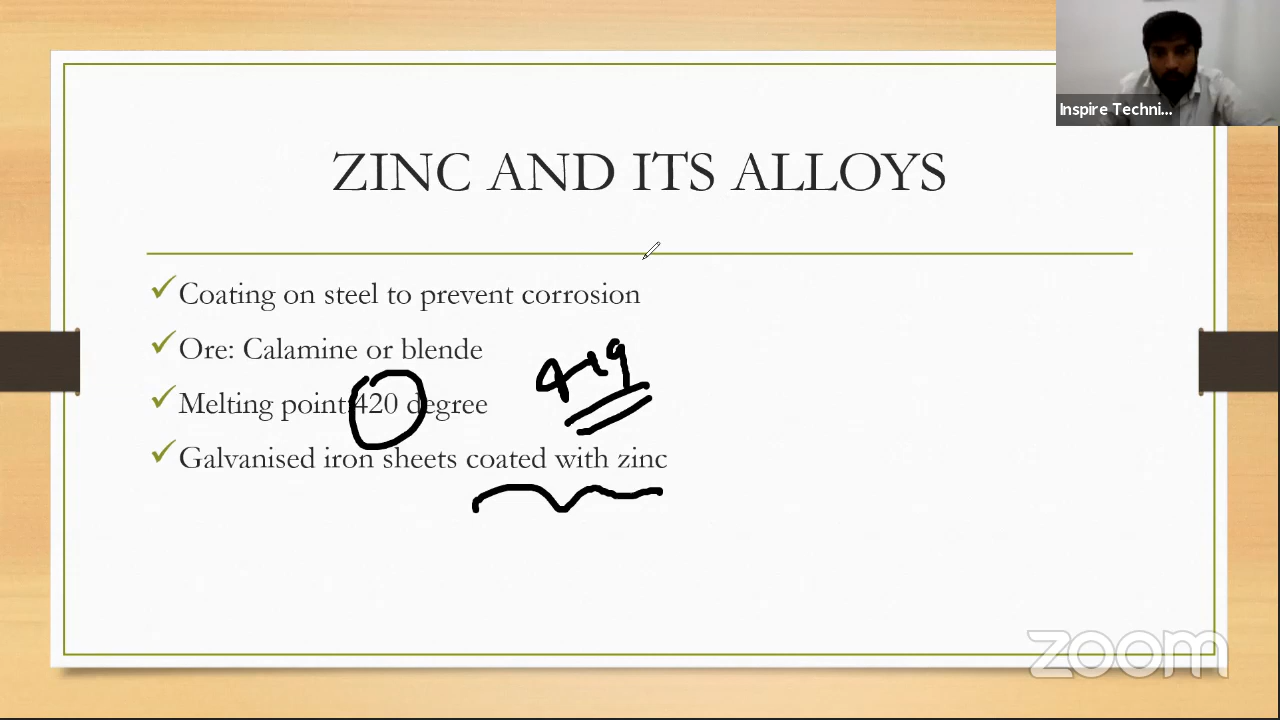 Inspire Techni...
ZINC AND ITS ALLOYS
Coating on steel to prevent corrosion
Ore: Calamine or blende
419
Melting point:420 degree
Galvanised iron sheets coated with zinc
zoom